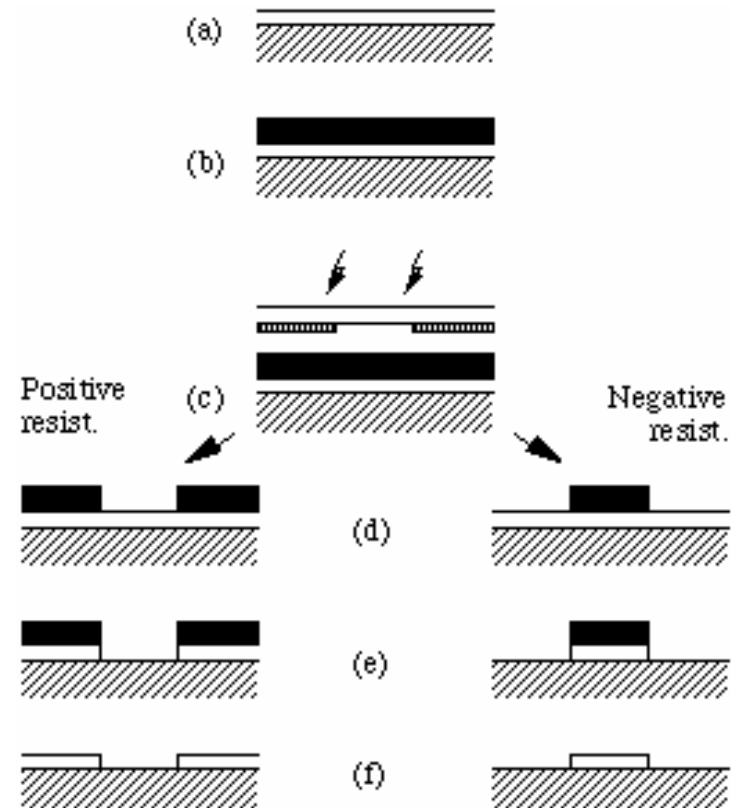 (a)
(b)
Positive
resist.
(c)
Negative
resist.
(d)
(e)
(f)